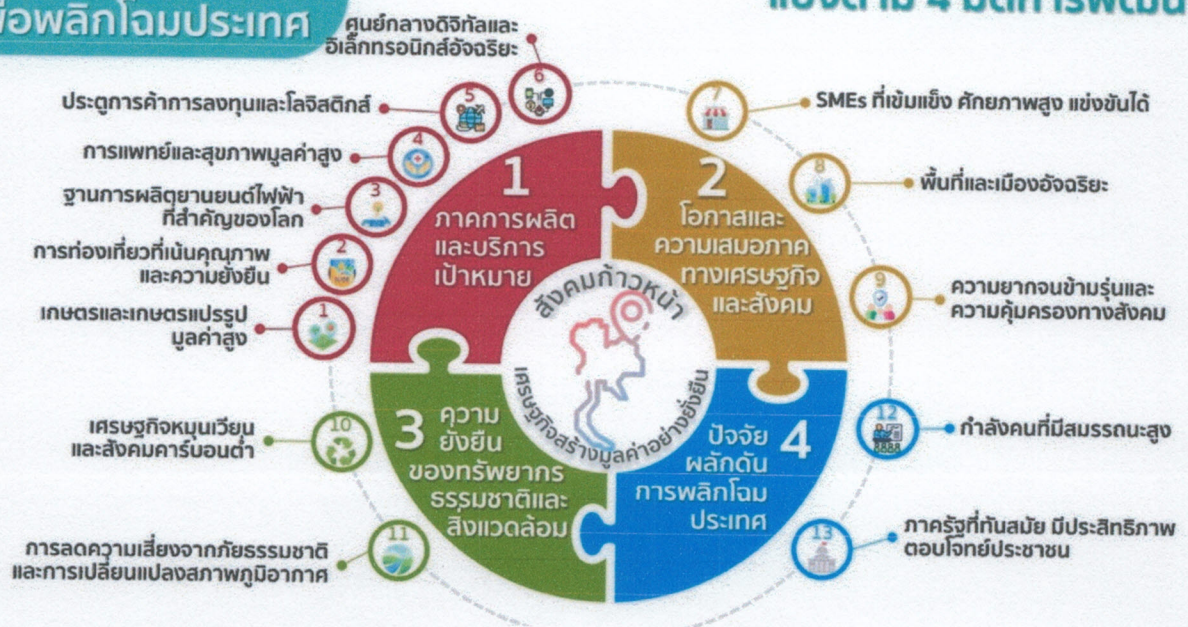 พลิกโฉมประเทศ
แบ่งตาม 4 มิติการพัฒน
ศูนย์กลางดิจิทัลและ
อิเล็กทรอนิกส์อัจฉริยะ
6
ประตูการค้าการลงทุนและโลจิสติกส์
5
การแพทย์และสุขภาพมูลค่าสูง
4
ฐานการผลิตยานยนต์ไฟฟ้า
ที่สำคัญของโลก
3
การท่องเที่ยวที่เน้นคุณภาพ
และความยั่งยืน
2
เกษตรและเกษตรแปรรูป
มูลค่าสูง
1
1
ภาคการผลิต
และบริการ
เป้าหมาย
2
โอกาสและ
ความเสมอภาค
ทางเศรษฐกิจ
และสังคม
7
SMEs ที่เข้มแข็ง ศักยภาพสูง แข่งขันได้
8
พื้นที่และเมืองอัจฉริยะ
9
ความยากจนข้ามรุ่นและ
ความคุ้มครองทางสังคม
สังคมก้าวหน้า
เศรษฐกิจสร้างมูลค่าอย่างยั่งยืน
3 ความ
ยั่งยืน
ของทรัพยากร
ธรรมชาติและ
สิ่งแวดล้อม
10
เศรษฐกิจหมุนเวียน
และสังคมคาร์บอนต่ำ
11
การลดความเสี่ยงจากภัยธรรมชาติ
และการเปลี่ยนแปลงสภาพภูมิอากาศ
ปัจจัย 4
ผลักดัน
การพลิกโฉม
ประเทศ
12
กำลังคนที่มีสมรรถนะสูง
13
ภาครัฐที่ทันสมัย มีประสิทธิภาพ
ตอบโจทย์ประชาชน